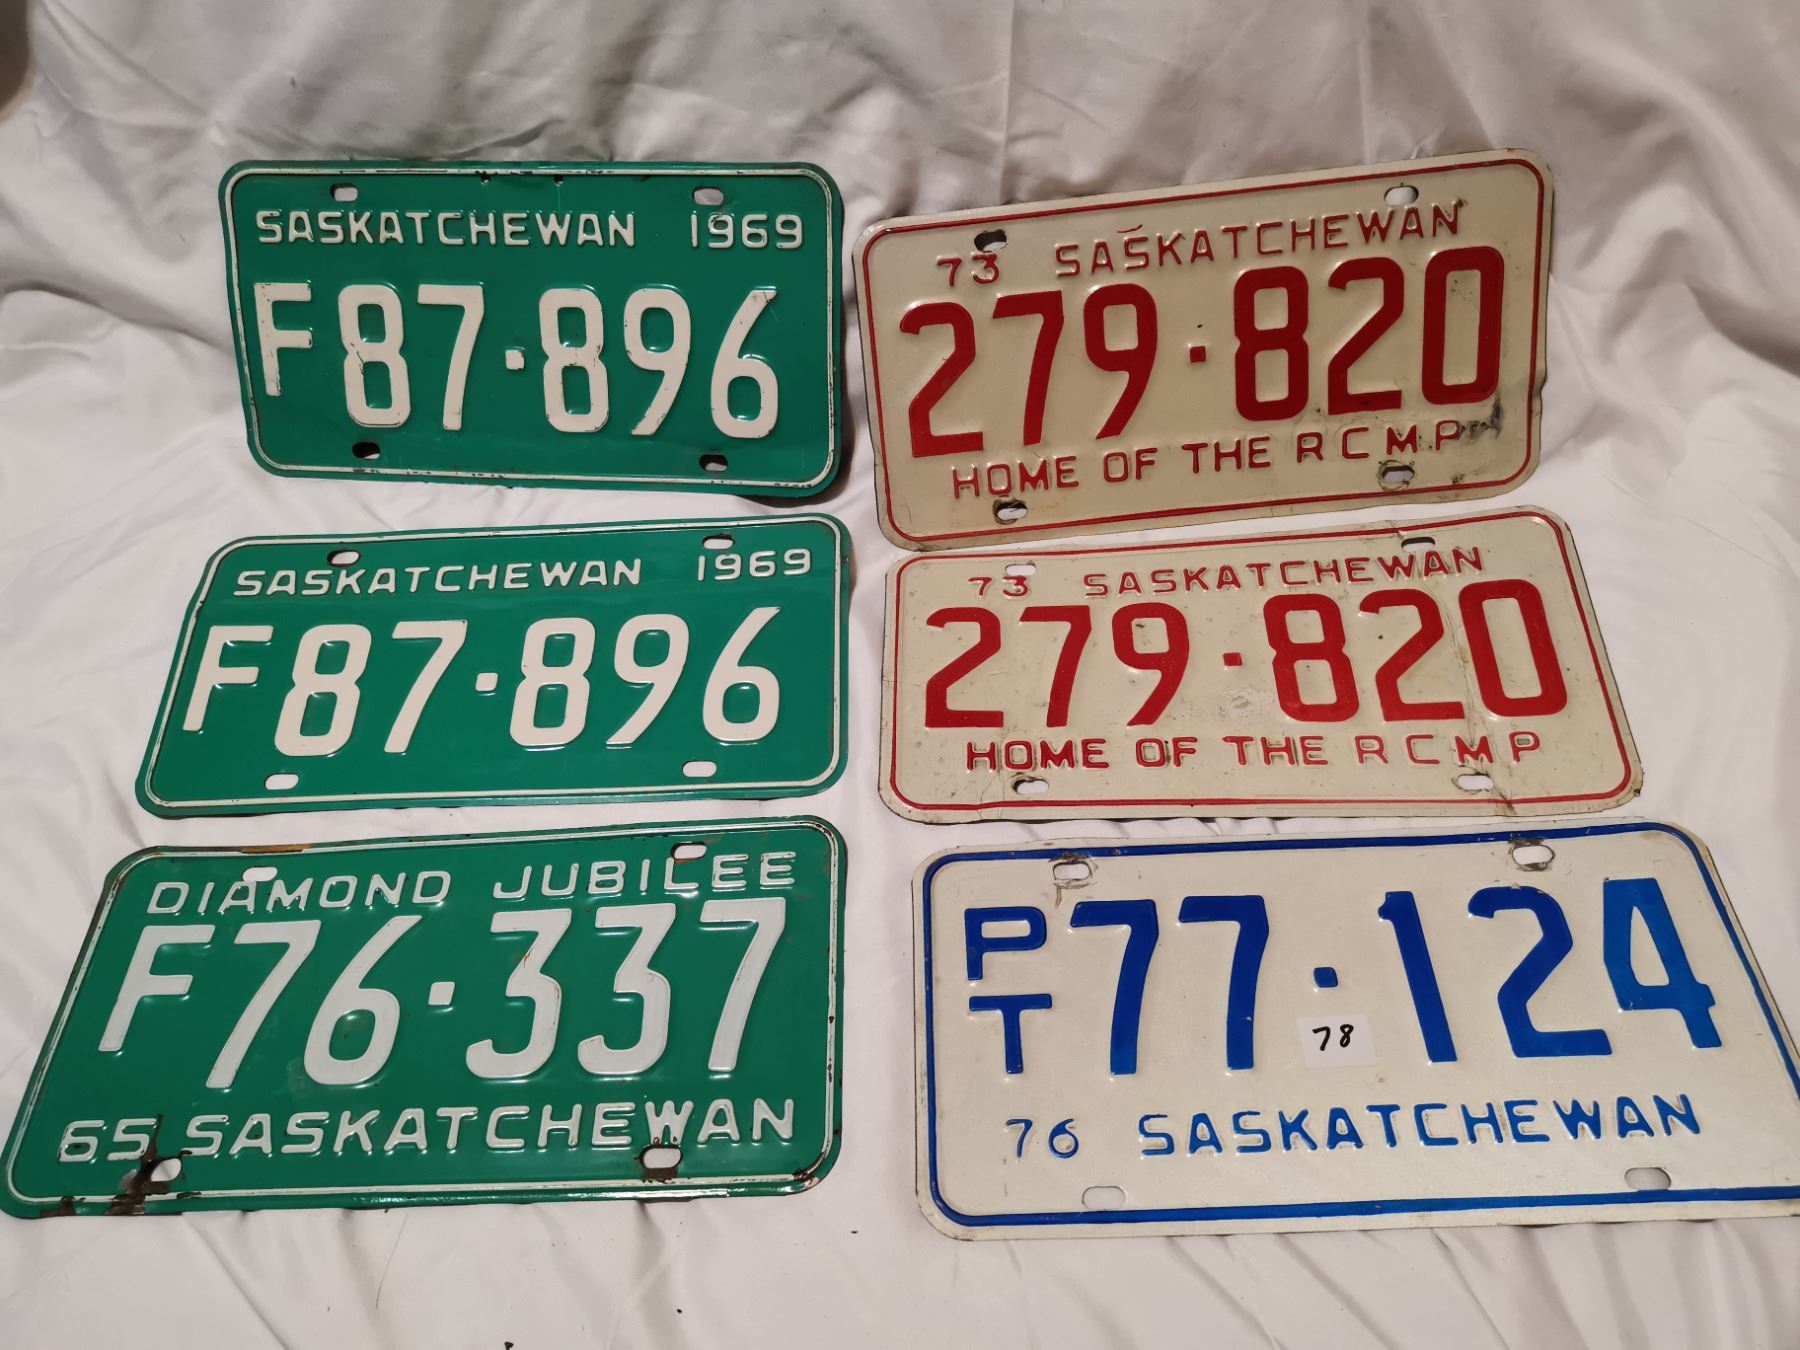 SASKATCHEWAN 1969
F87·896
73 SASKATCHEWAN
279·820
HOME OF THE RCMP
SASKATCHEWAN 1969
F87·896
73 SASKATCHEWAN
279·820
HOME OF THE RCMP
DIAMOND JUBILEE
F76·337
65 SASKATCHEWAN
PT77·124
78
76 SASKATCHEWAN